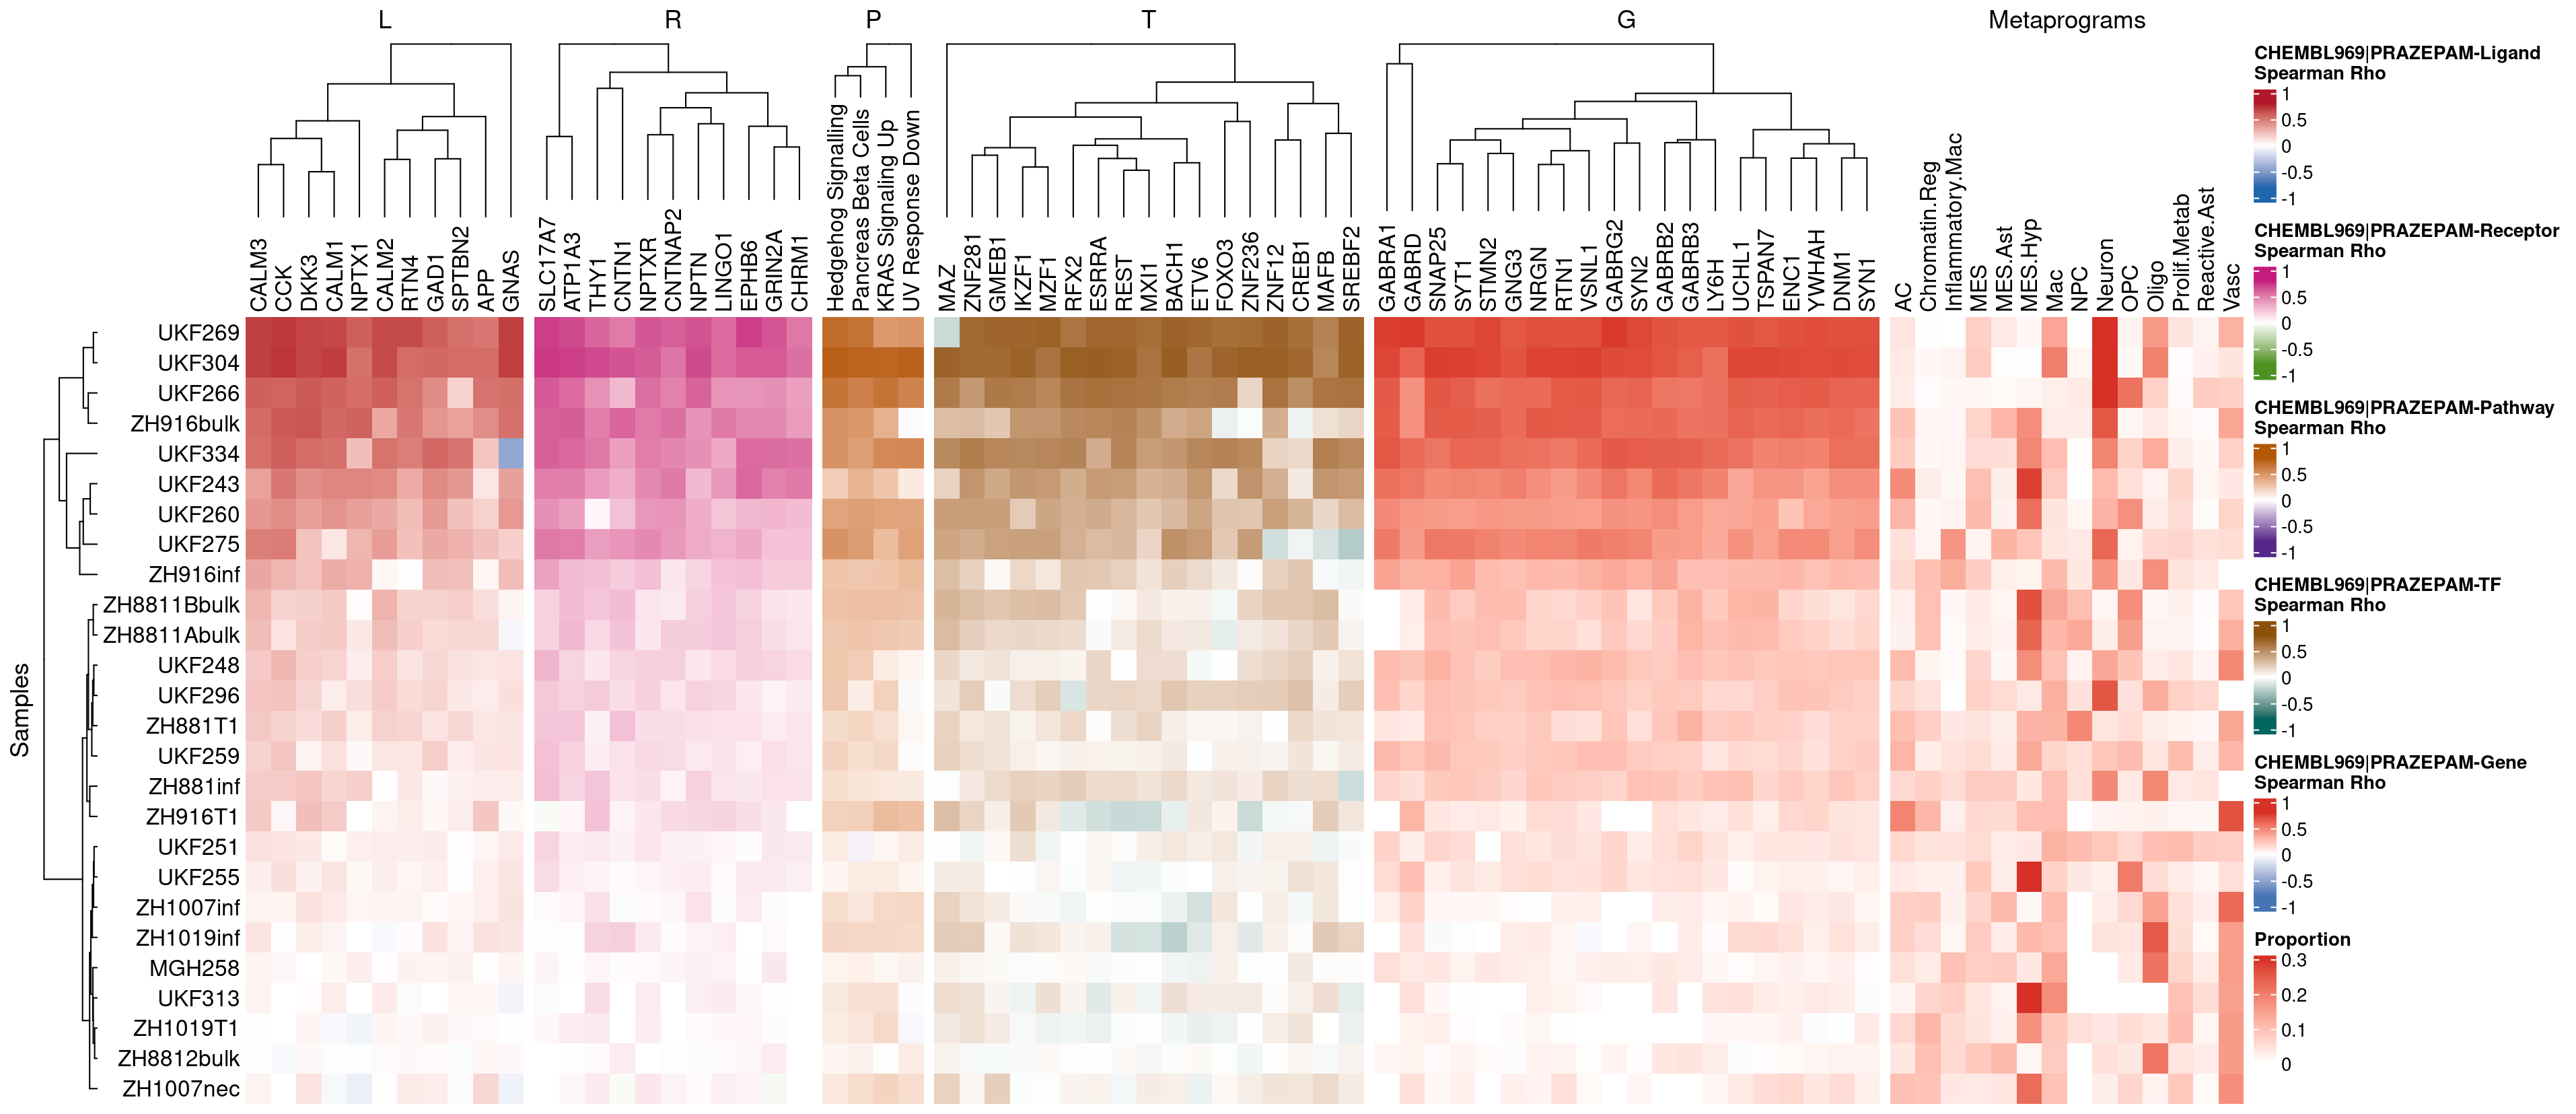 L R P T G Metaprograms
CALM3 CCK DKK3 CALM1 NPTX1 CALM2 RTN4 GAD1 SPTBN2 APP GNAS
SLC17A7 ATP1A3 THY1 CNTN1 NPTXR CNTNAP2 NPTN LINGO1 EPHB6 GRIN2A CHRM1
Hedgehog Signalling
Pancreas Beta Cells
KRAS Signaling Up
UV Response Down
MAZ ZNF281 GMEB1 IKZF1 MZF1 RFX2 ESRRA REST MXI1 BACH1 ETV6 FOXO3 ZNF236 ZNF12 CREB1 MAFB SREBF2
GABRA1 GABRD SNAP25 SYT1 STMN2 GNG3 NRGN RTN1 VSNL1 GABRG2 SYN2 GABRB2 GABRB3 LY6H UCHL1 TSPAN7 ENC1 YWHAH DNM1 SYN1
AC Chromatin.Reg Inflammatory.Mac MES MES.Ast MES.Hyp Mac NPC Neuron OPC Oligo Prolif.Metab Reactive.Ast Vasc
Samples
UKF269
UKF304
UKF266
ZH916bulk
UKF334
UKF243
UKF260
UKF275
ZH916inf
ZH8811Bbulk
ZH8811Abulk
UKF248
UKF296
ZH881T1
UKF259
ZH881inf
ZH916T1
UKF251
UKF255
ZH1007inf
ZH1019inf
MGH258
UKF313
ZH1019T1
ZH8812bulk
ZH1007nec
CHEMBL969|PRAZEPAM-Ligand
Spearman Rho
1
0.5
0
-0.5
-1
CHEMBL969|PRAZEPAM-Receptor
Spearman Rho
1
0.5
0
-0.5
-1
CHEMBL969|PRAZEPAM-Pathway
Spearman Rho
1
0.5
0
-0.5
-1
CHEMBL969|PRAZEPAM-TF
Spearman Rho
1
0.5
0
-0.5
-1
CHEMBL969|PRAZEPAM-Gene
Spearman Rho
1
0.5
0
-0.5
-1
Proportion
0.3
0.2
0.1
0